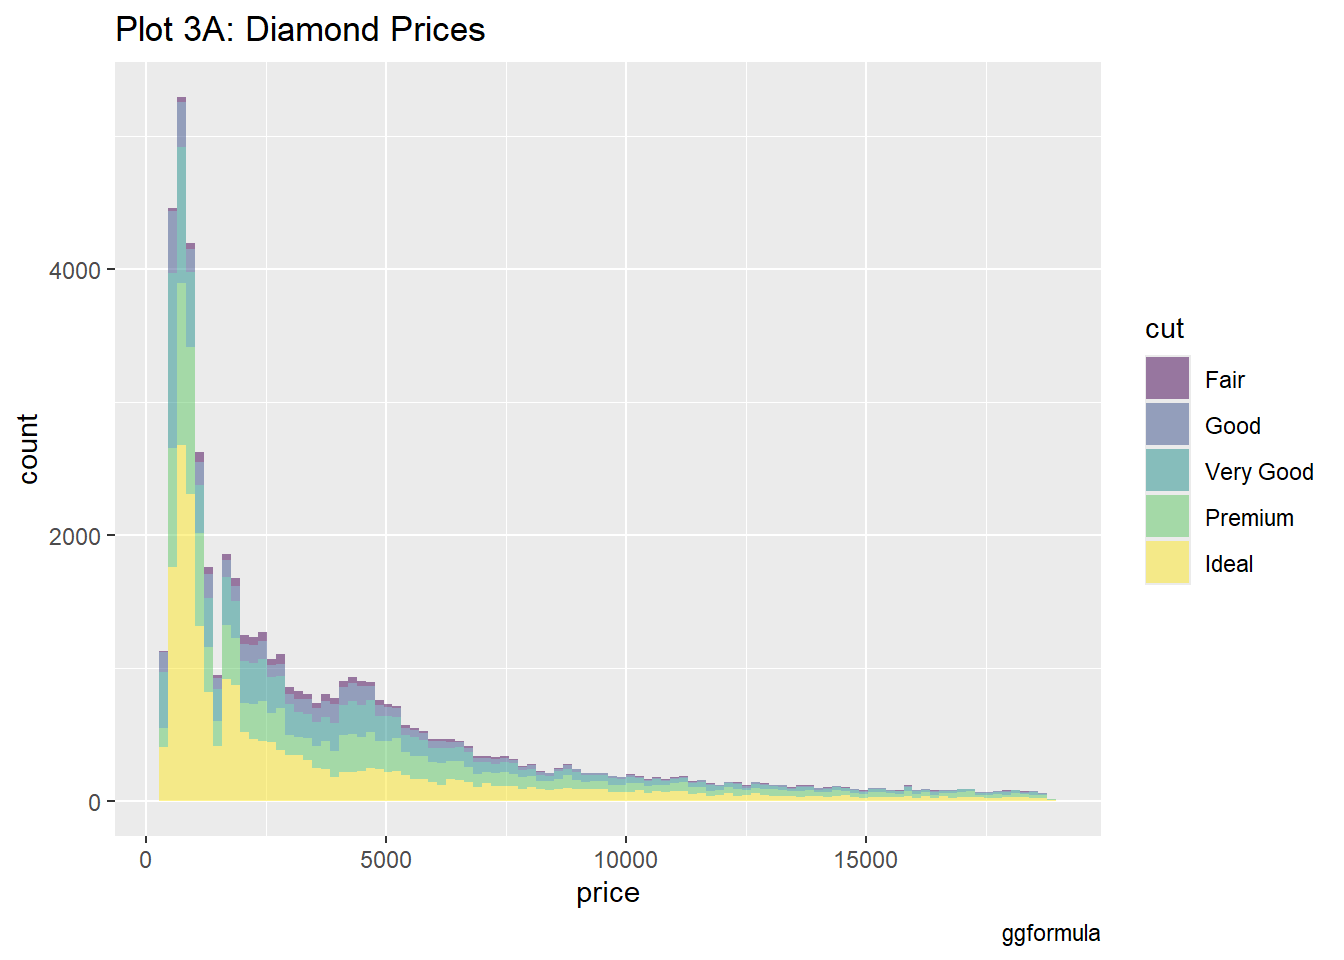 Plot 3A: Diamond Prices
count
4000
2000
0
0 5000 10000 15000
price
cut
Fair
Good
Very Good
Premium
Ideal
ggformula